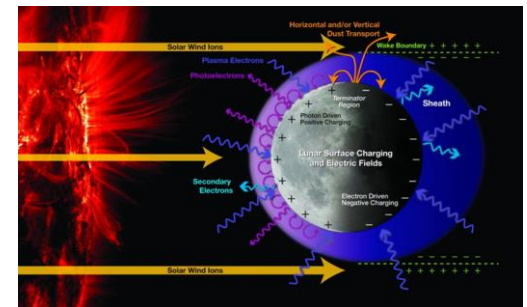 Horizontal and/or Vertical
Dust Transport
Solar Wind Ions
Wake Boundary + + + + +
Plasma Electrons
Photoelectrons
Terminator
Region
Sheath
Photon Driven
Positive Charging
Lunar Surface Charging
and Electric Fields
Solar Wind Ions
Secondary
Electrons
Electron Driven
Negative Charging
Solar Wind Ions
+ + + + +